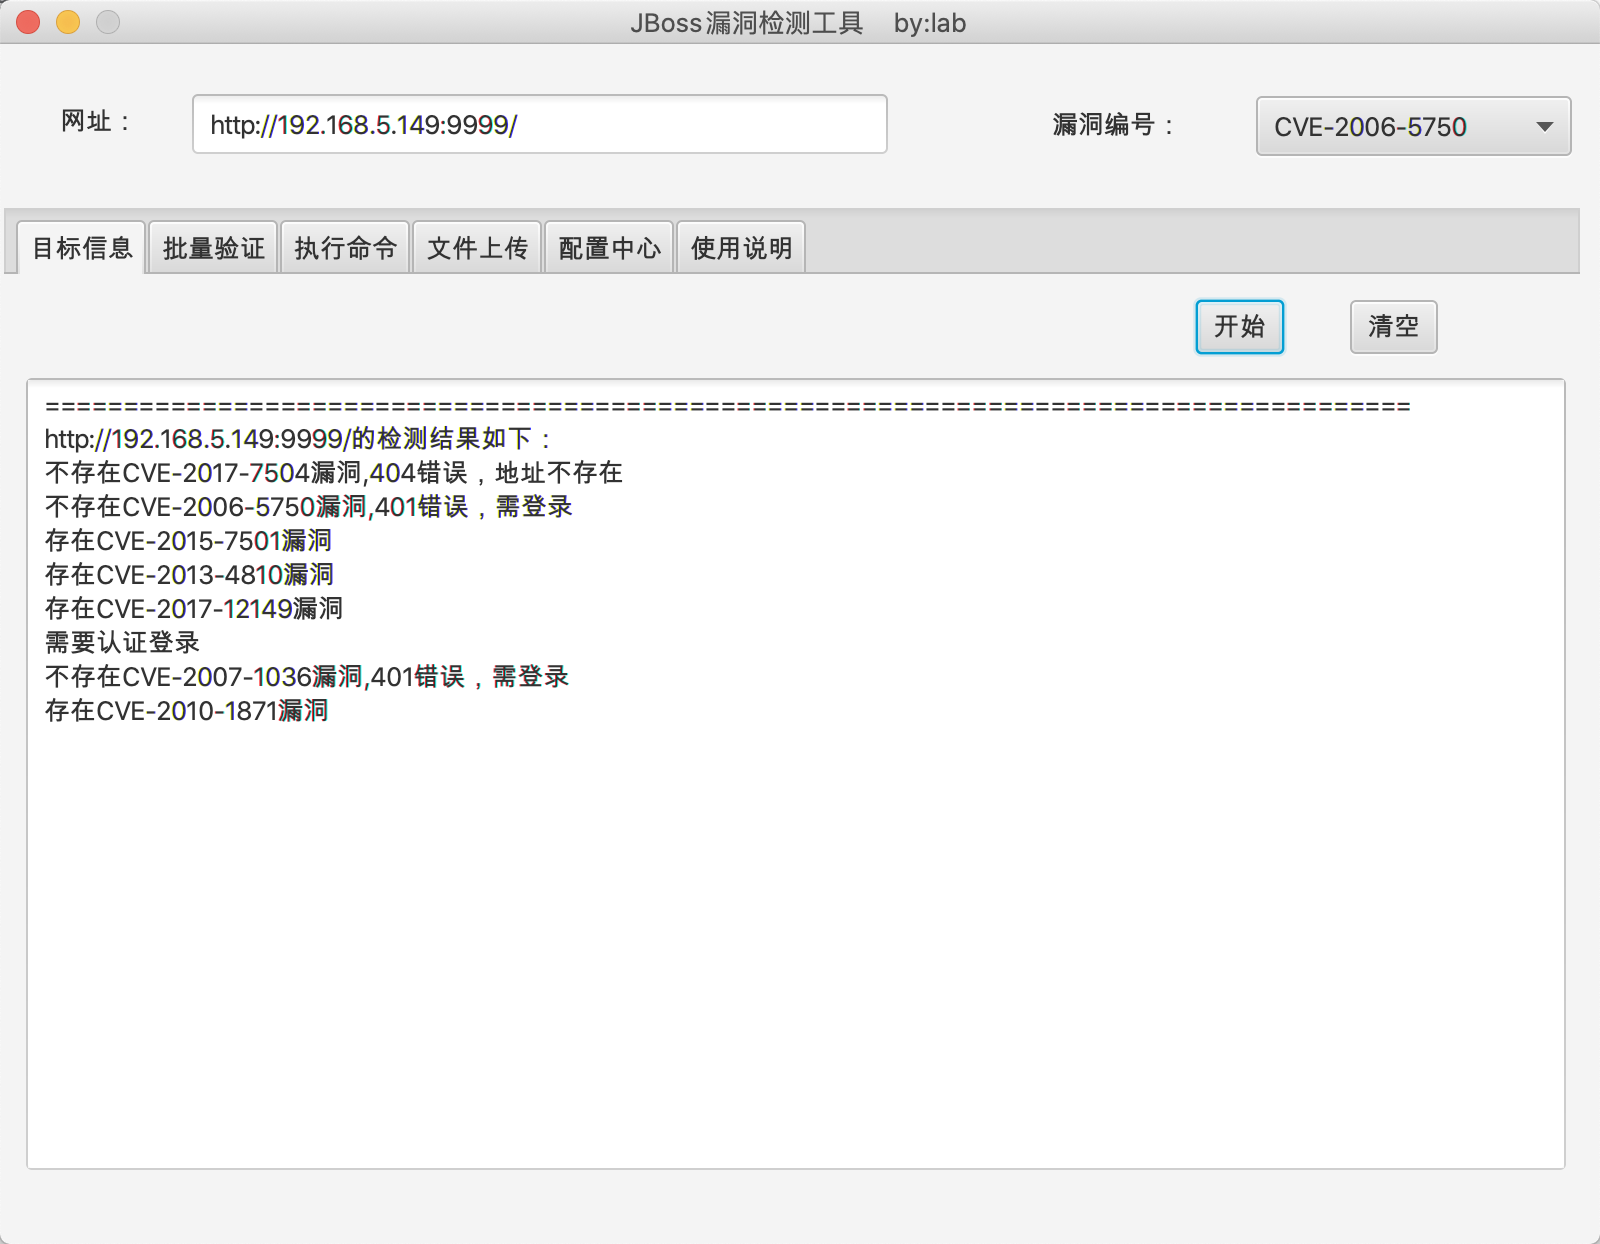 JBoss漏洞检测工具 by:lab
网址：
http://192.168.5.149:9999/
漏洞编号：
CVE-2006-5750
目标信息 批量验证 执行命令 文件上传 配置中心 使用说明
开始 清空
=======================================================================================
http://192.168.5.149:9999/的检测结果如下：
不存在CVE-2017-7504漏洞,404错误，地址不存在
不存在CVE-2006-5750漏洞,401错误，需登录
存在CVE-2015-7501漏洞
存在CVE-2013-4810漏洞
存在CVE-2017-12149漏洞
需要认证登录
不存在CVE-2007-1036漏洞,401错误，需登录
存在CVE-2010-1871漏洞